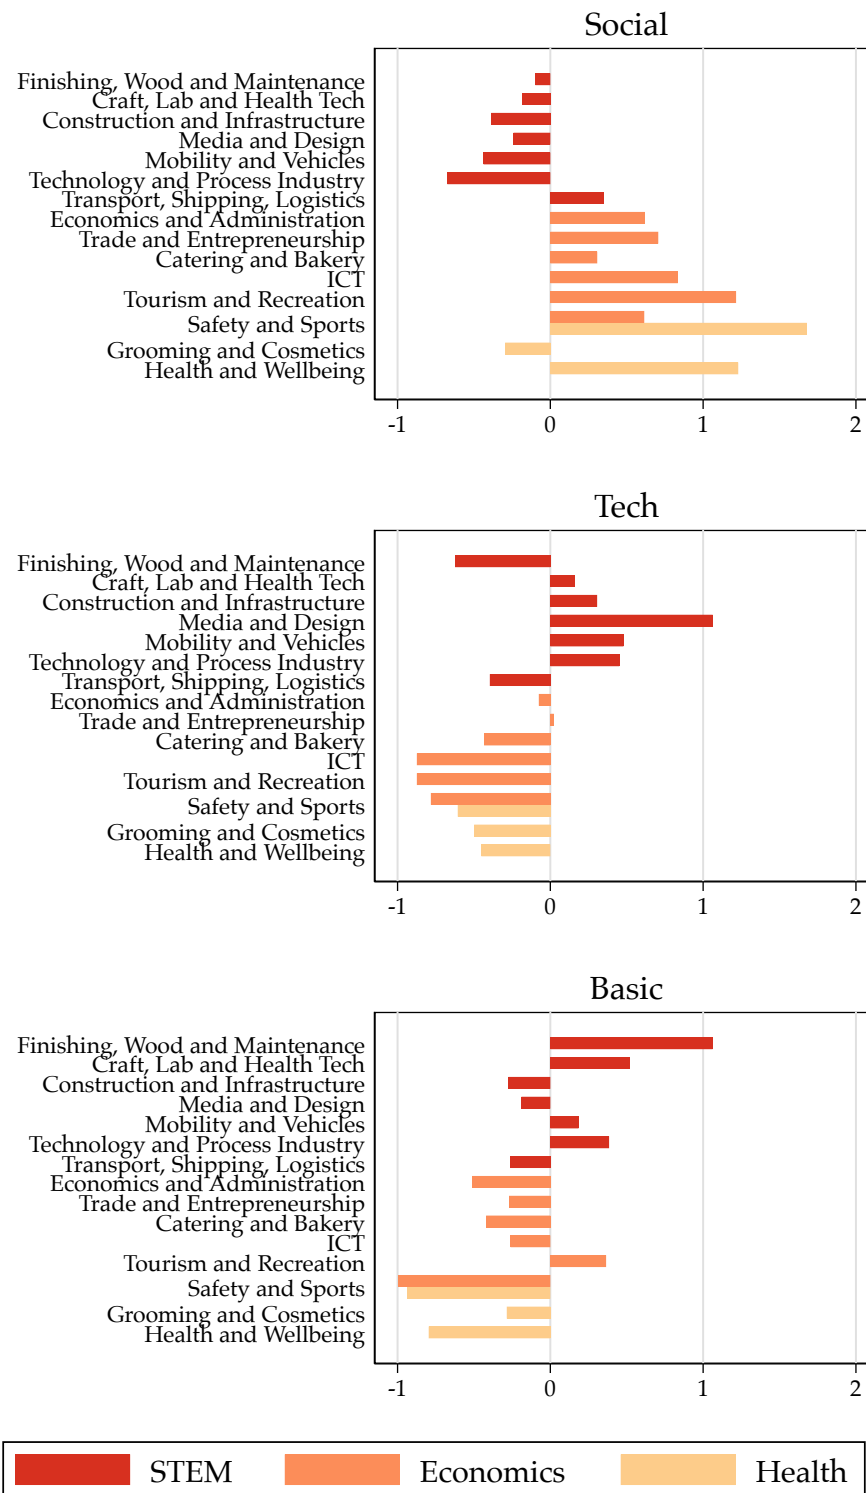 Social
Finishing, Wood and Maintenance
Craft, Lab and Health Tech
Construction and Infrastructure
Media and Design
Mobility and Vehicles
Technology and Process Industry
Transport, Shipping, Logistics
Economics and Administration
Trade and Entrepreneurship
Catering and Bakery
ICT
Tourism and Recreation
Safety and Sports
Grooming and Cosmetics
Health and Wellbeing
-1 0 1 2
Tech
Finishing, Wood and Maintenance
Craft, Lab and Health Tech
Construction and Infrastructure
Media and Design
Mobility and Vehicles
Technology and Process Industry
Transport, Shipping, Logistics
Economics and Administration
Trade and Entrepreneurship
Catering and Bakery
ICT
Tourism and Recreation
Safety and Sports
Grooming and Cosmetics
Health and Wellbeing
-1 0 1 2
Basic
Finishing, Wood and Maintenance
Craft, Lab and Health Tech
Construction and Infrastructure
Media and Design
Mobility and Vehicles
Technology and Process Industry
Transport, Shipping, Logistics
Economics and Administration
Trade and Entrepreneurship
Catering and Bakery
ICT
Tourism and Recreation
Safety and Sports
Grooming and Cosmetics
Health and Wellbeing
-1 0 1 2
STEM Economics Health